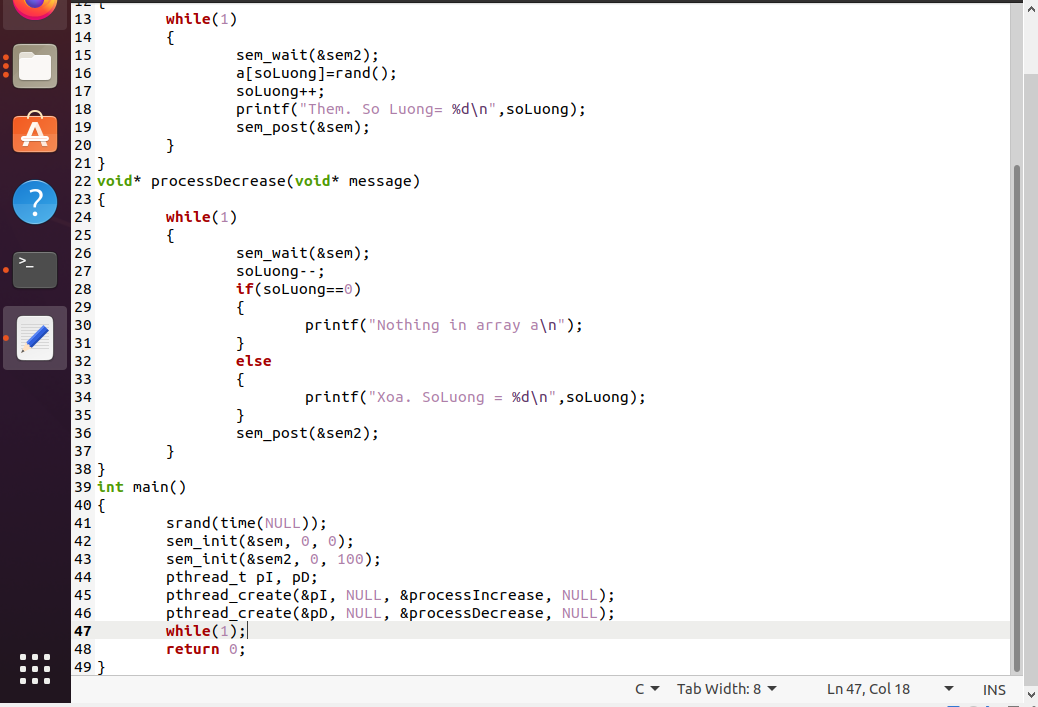 12 {
13 while(1)
14 {
15 sem_wait(&sem2);
16 a[soLuong]=rand();
17 soLuong++;
18 printf("Them. So Luong= %d\n",soLuong);
19 sem_post(&sem);
20 }
21 }
22 void* processDecrease(void* message)
23 {
24 while(1)
25 {
26 sem_wait(&sem);
27 soLuong--;
28 if(soLuong==0)
29 {
30 printf("Nothing in array a\n");
31 }
32 else
33 {
34 printf("Xoa. SoLuong = %d\n",soLuong);
35 }
36 sem_post(&sem2);
37 }
38 }
39 int main()
40 {
41 srand(time(NULL));
42 sem_init(&sem, 0, 0);
43 sem_init(&sem2, 0, 100);
44 pthread_t pI, pD;
45 pthread_create(&pI, NULL, &processIncrease, NULL);
46 pthread_create(&pD, NULL, &processDecrease, NULL);
47 while(1);
48 return 0;
49 }
C Tab Width: 8 Ln 47, Col 18 INS